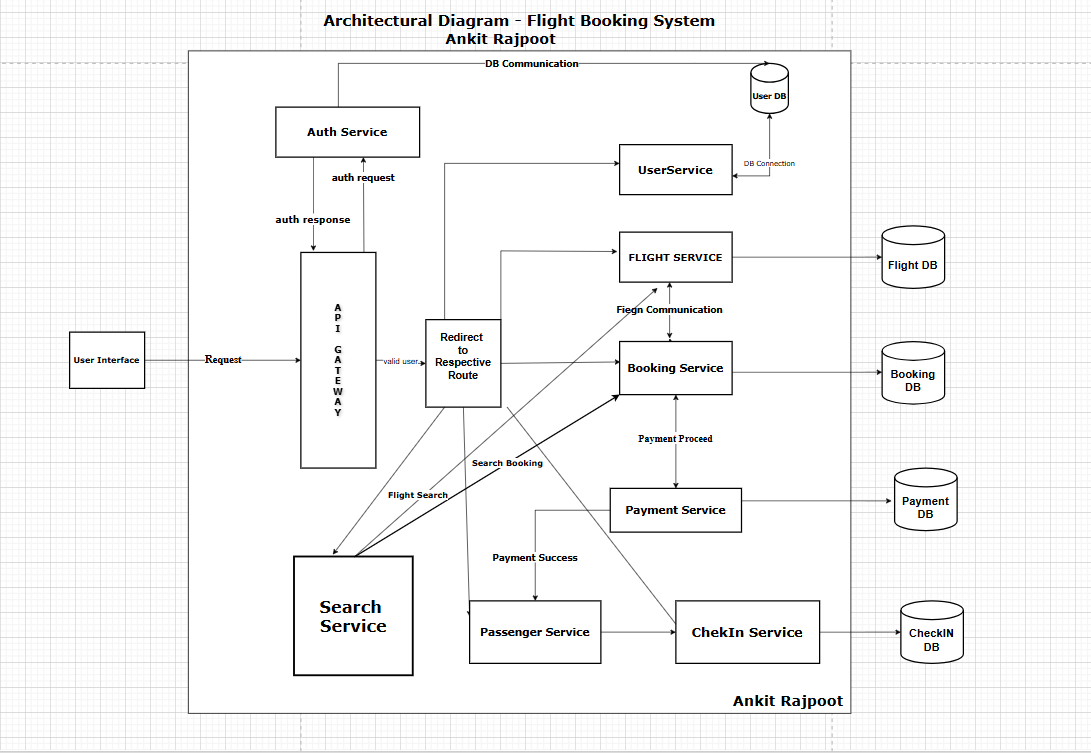 Architectural Diagram - Flight Booking System
Ankit Rajpoot
DB Communication
User DB
Auth Service
auth request
UserService
DB Connection
auth response
FLIGHT SERVICE
Flight DB
Fiegn Communication
A
P
I
G
A
T
E
W
A
Y
Redirect
to
Respective
Route
User Interface
Request
valid user
Booking Service
Booking
DB
Payment Proceed
Search Booking
Flight Search
Payment Service
Payment
DB
Payment Success
Search
Service
Passenger Service
ChekIn Service
CheckIN
DB
Ankit Rajpoot